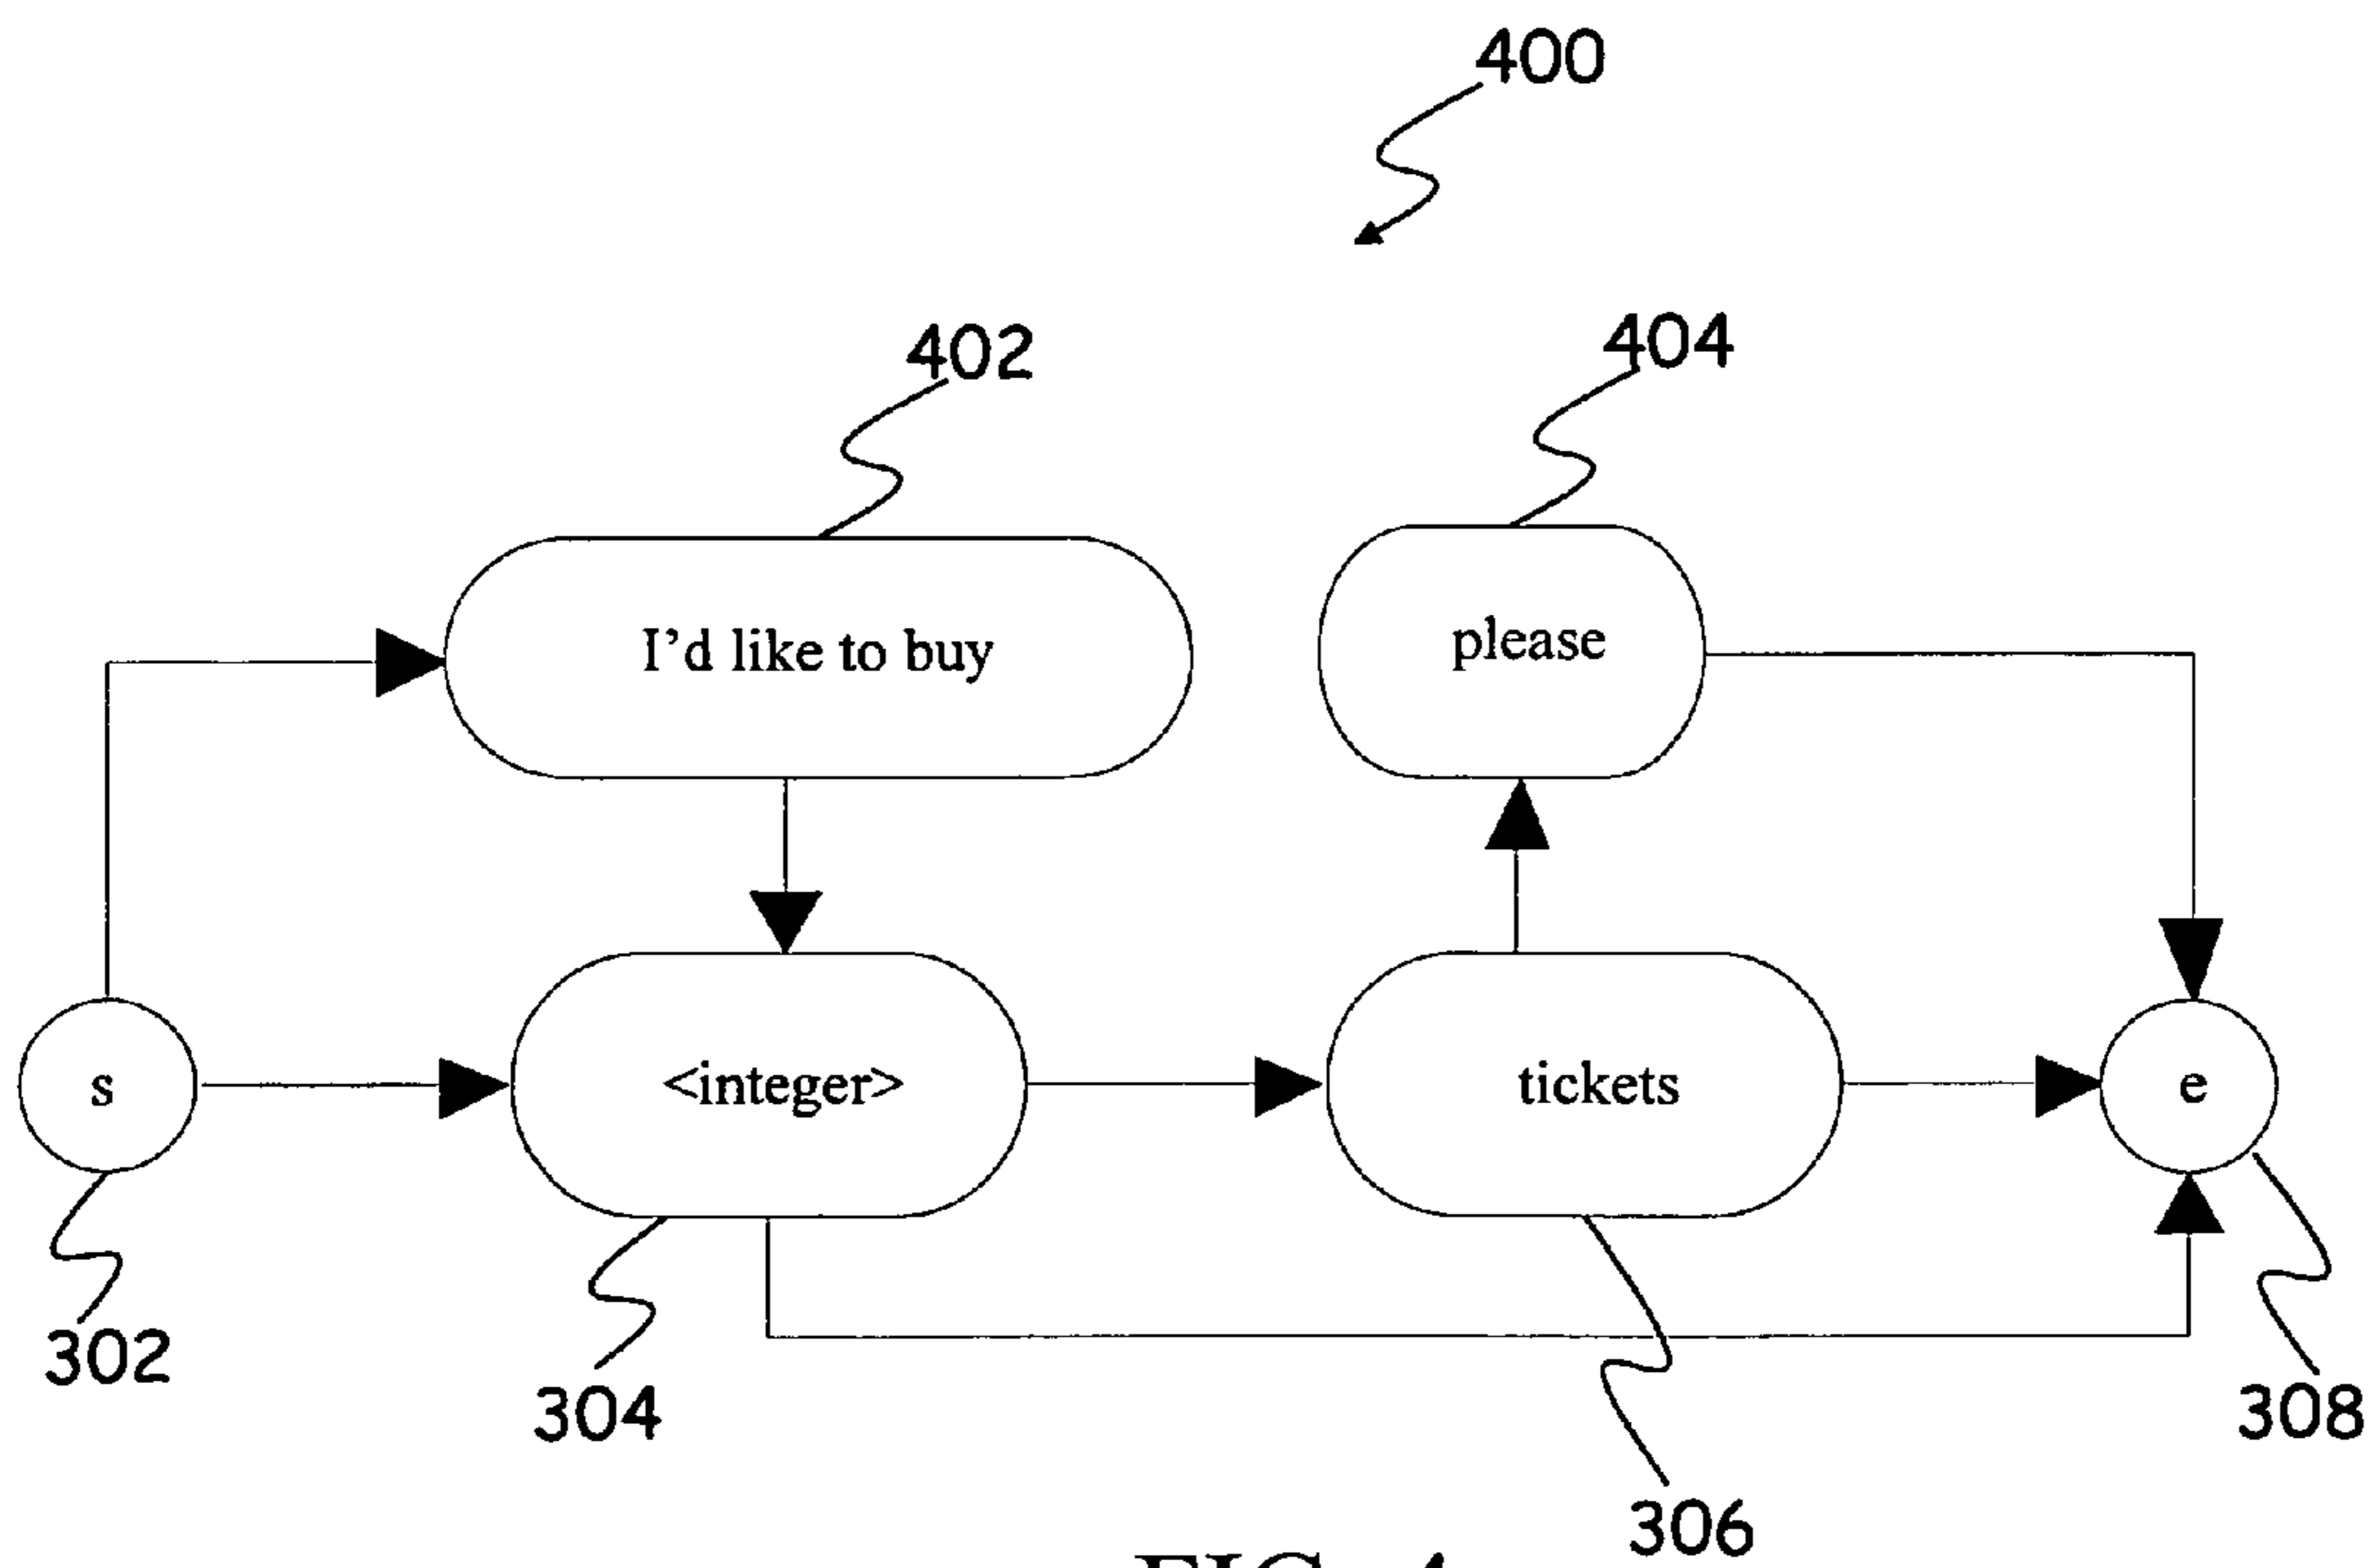 400
402
404
I'd like to buy
please
s
<integer>
tickets
e
302
304
306
308